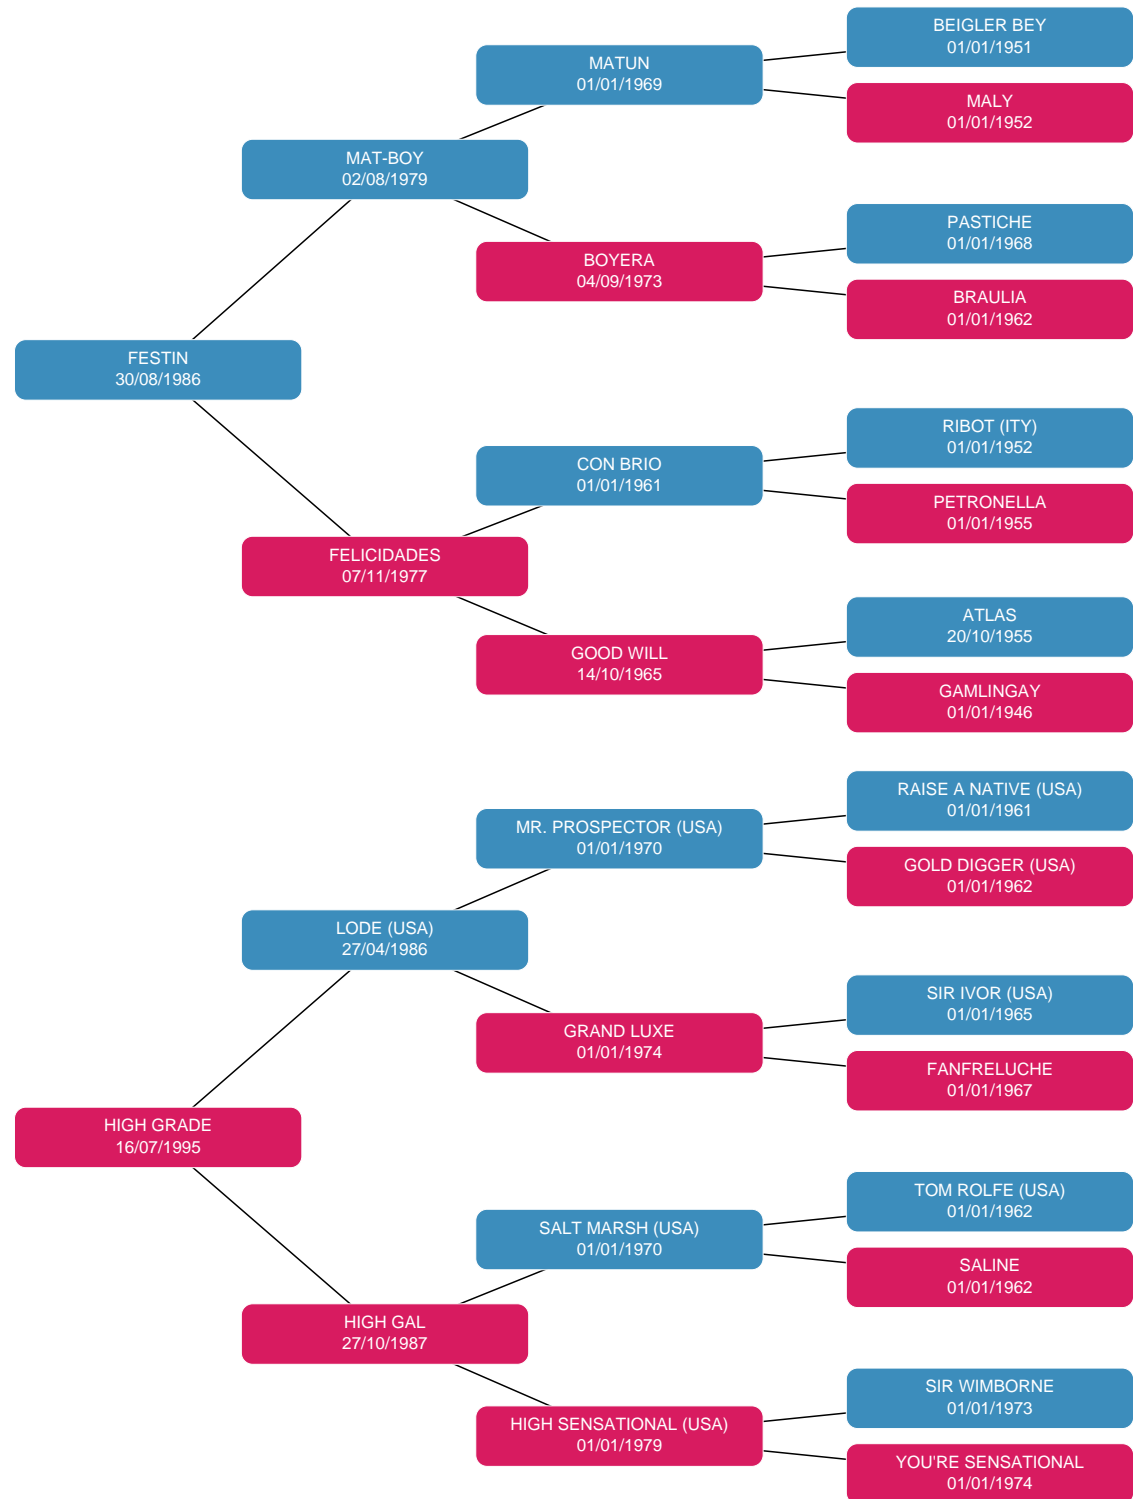 BEIGLER BEY
01/01/1951
MATUN
01/01/1969
MALY
01/01/1952
MAT-BOY
02/08/1979
PASTICHE
01/01/1968
BOYERA
04/09/1973
BRAULIA
01/01/1962
FESTIN
30/08/1986
RIBOT (ITY)
01/01/1952
CON BRIO
01/01/1961
PETRONELLA
01/01/1955
FELICIDADES
07/11/1977
ATLAS
20/10/1955
GOOD WILL
14/10/1965
GAMLINGAY
01/01/1946
RAISE A NATIVE (USA)
01/01/1961
MR. PROSPECTOR (USA)
01/01/1970
GOLD DIGGER (USA)
01/01/1962
LODE (USA)
27/04/1986
SIR IVOR (USA)
01/01/1965
GRAND LUXE
01/01/1974
FANFRELUCHE
01/01/1967
HIGH GRADE
16/07/1995
TOM ROLFE (USA)
01/01/1962
SALT MARSH (USA)
01/01/1970
SALINE
01/01/1962
HIGH GAL
27/10/1987
SIR WIMBORNE
01/01/1973
HIGH SENSATIONAL (USA)
01/01/1979
YOU'RE SENSATIONAL
01/01/1974